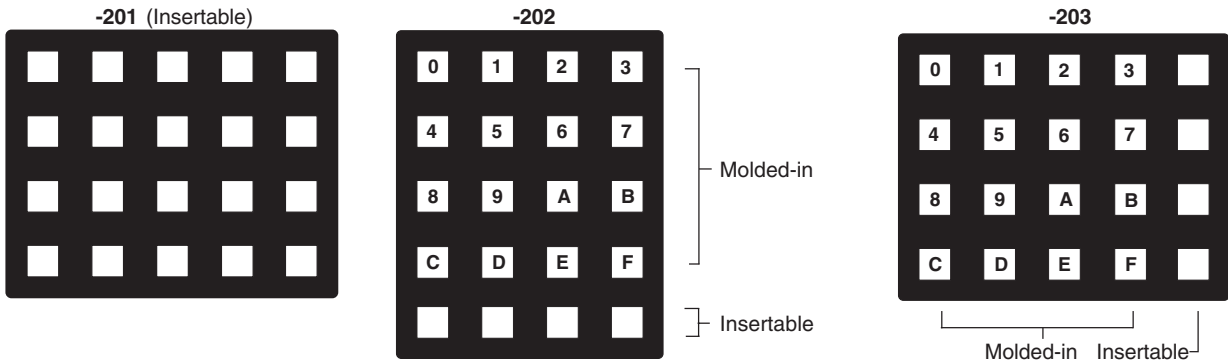 -201 (Insertable)
-202
0 1 2 3
4 5 6 7
8 9 A B
C D E F
Molded-in
Insertable
-203
0 1 2 3
4 5 6 7
8 9 A B
C D E F
Molded-in Insertable